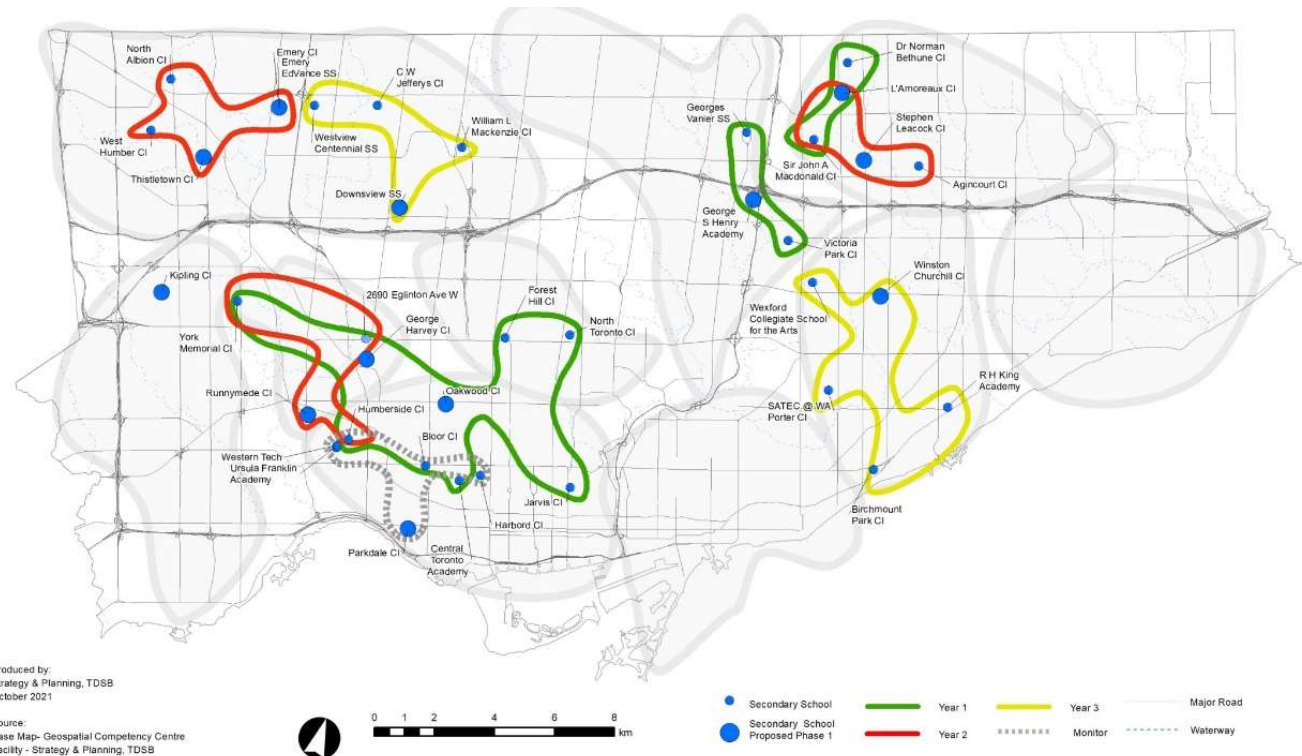 North
Albion CI
Emery CI
Emery
EdVance SS
C W
Jefferys CI
William L
Mackenzie CI
West
Humber CI
Thistletown CI
Westview
Centennial SS
Downsview SS
Georges
Vanier SS
Dr Norman
Bethune CI
L'Amoreaux CI
Stephen
Leacock CI
Sir John A
Macdonald CI
Agincourt CI
George
S Henry
Academy
Victoria
Park CI
Kipling CI
2690 Eglinton Ave W
George
Harvey CI
York
Memorial CI
Forest
Hill CI
North
Toronto CI
Wexford
Collegiate School
for the Arts
Winston
Churchill CI
Runnymede CI
Humberside CI
Oakwood CI
SATEC @ WA
Porter CI
R H King
Academy
Western Tech
Ursula Franklin
Academy
Bloor CI
Jarvis CI
Harbord CI
Birchmount
Park CI
Parkdale CI
Central
Toronto
Academy
roduced by:
trategy & Planning, TDSB
ctober 2021
ource:
ase Map- Geospatial Competency Centre
acility - Strategy & Planning, TDSB
0 1 2 4 6 8
km
Secondary School
Secondary School
Proposed Phase 1
Year 1
Year 2
Year 3
Monitor
Major Road
Waterway